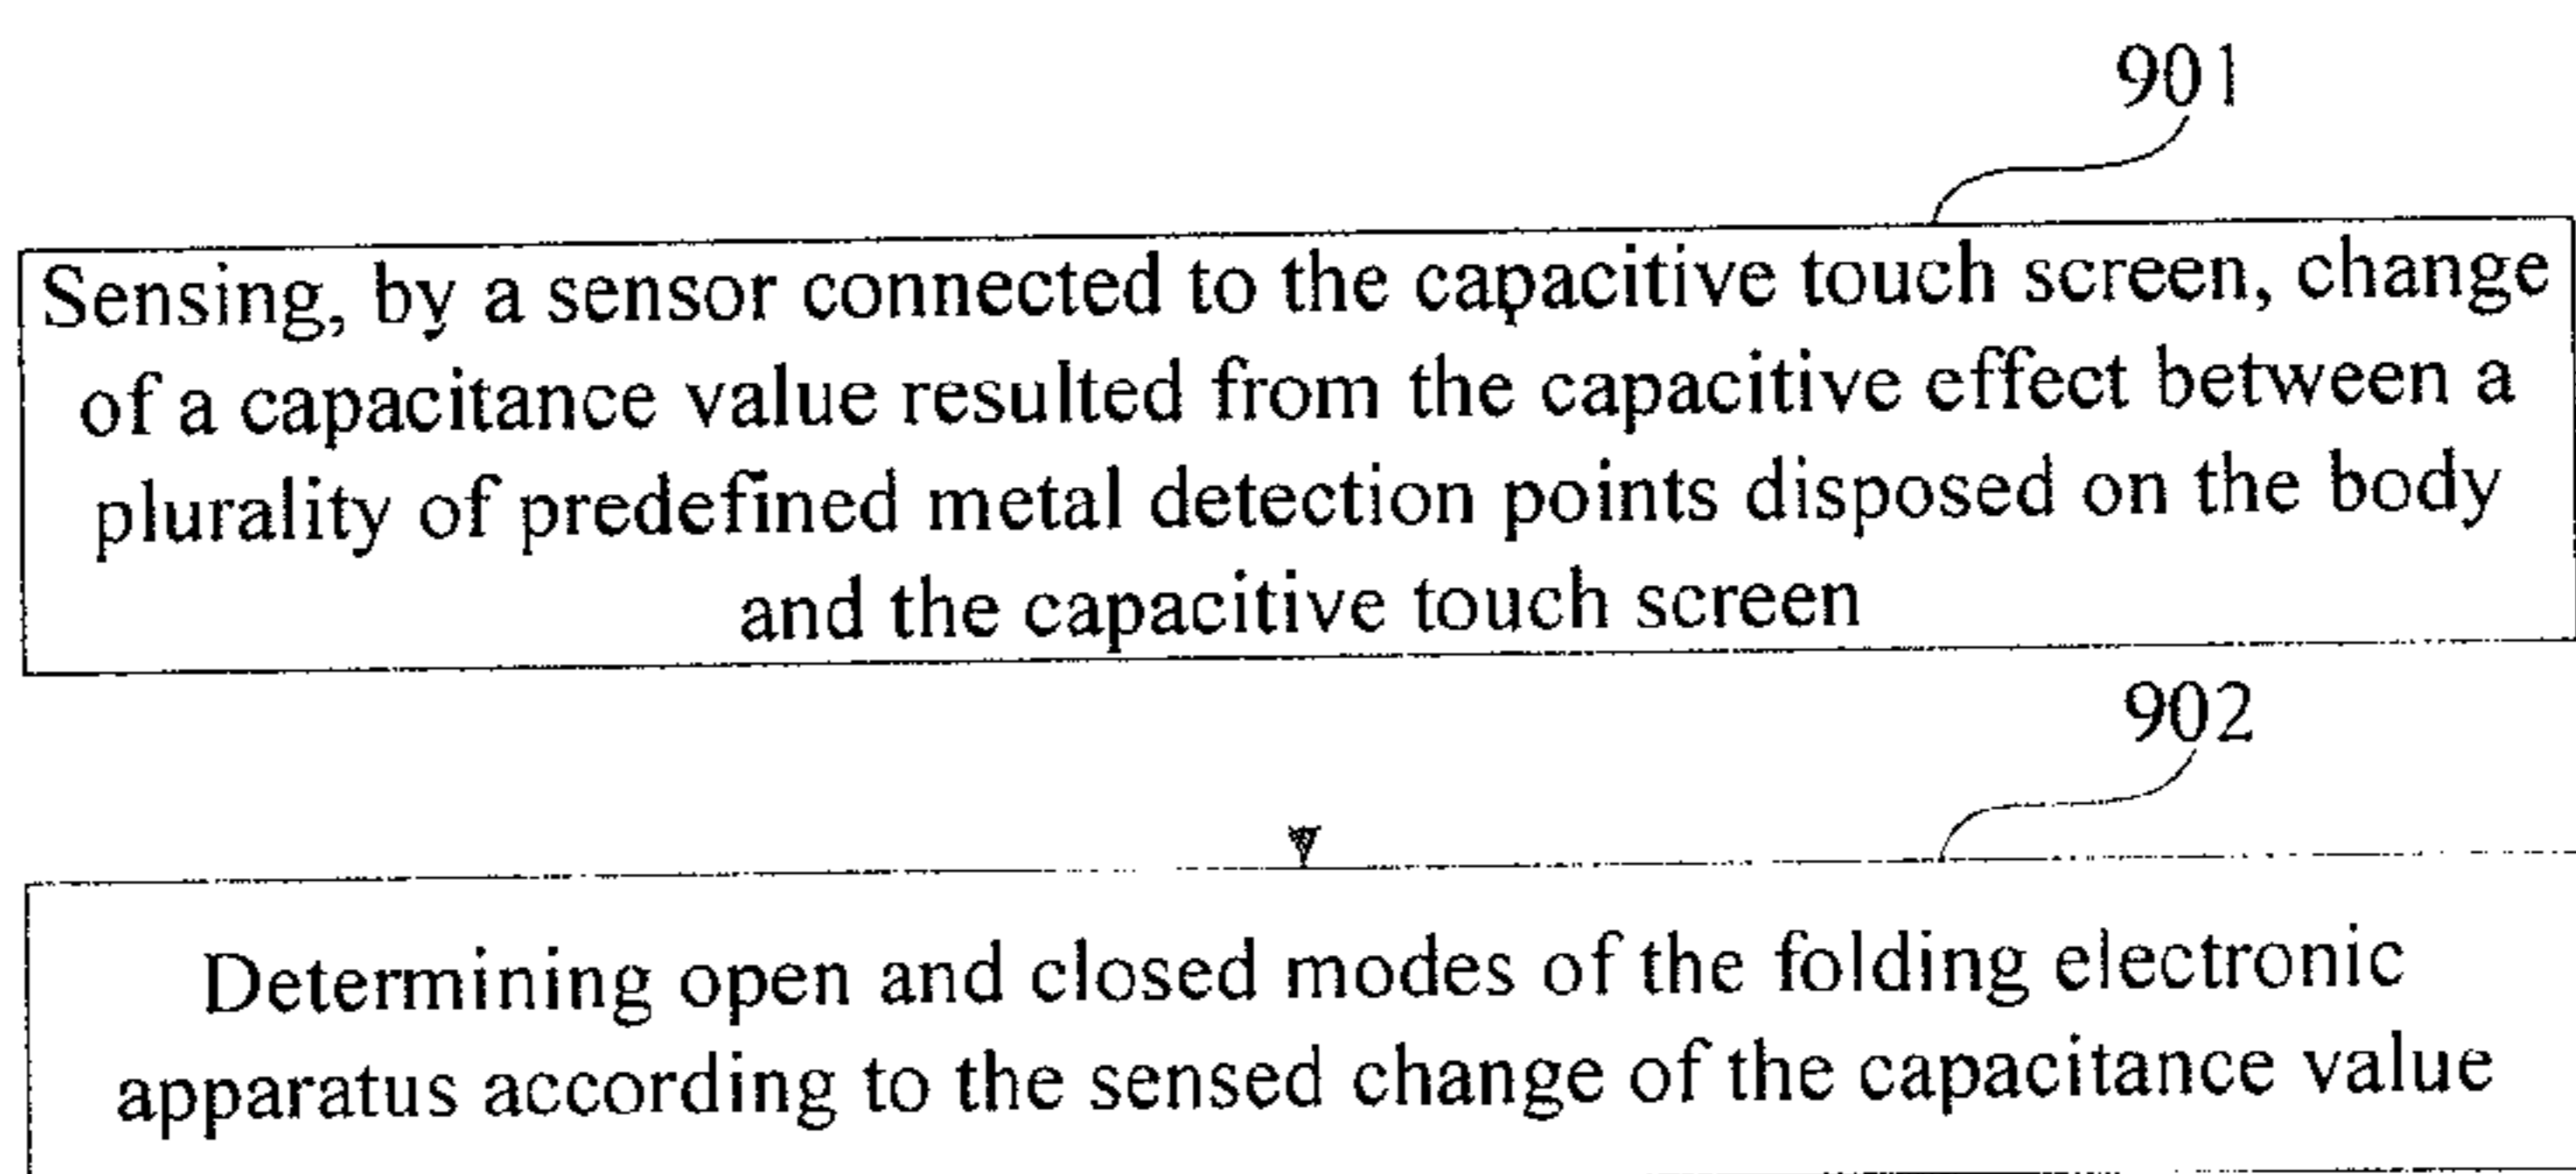 901
Sensing, by a sensor connected to the capacitive touch screen, change
of a capacitance value resulted from the capacitive effect between a
plurality of predefined metal detection points disposed on the body
and the capacitive touch screen
902
Determining open and closed modes of the folding electronic
apparatus according to the sensed change of the capacitance value